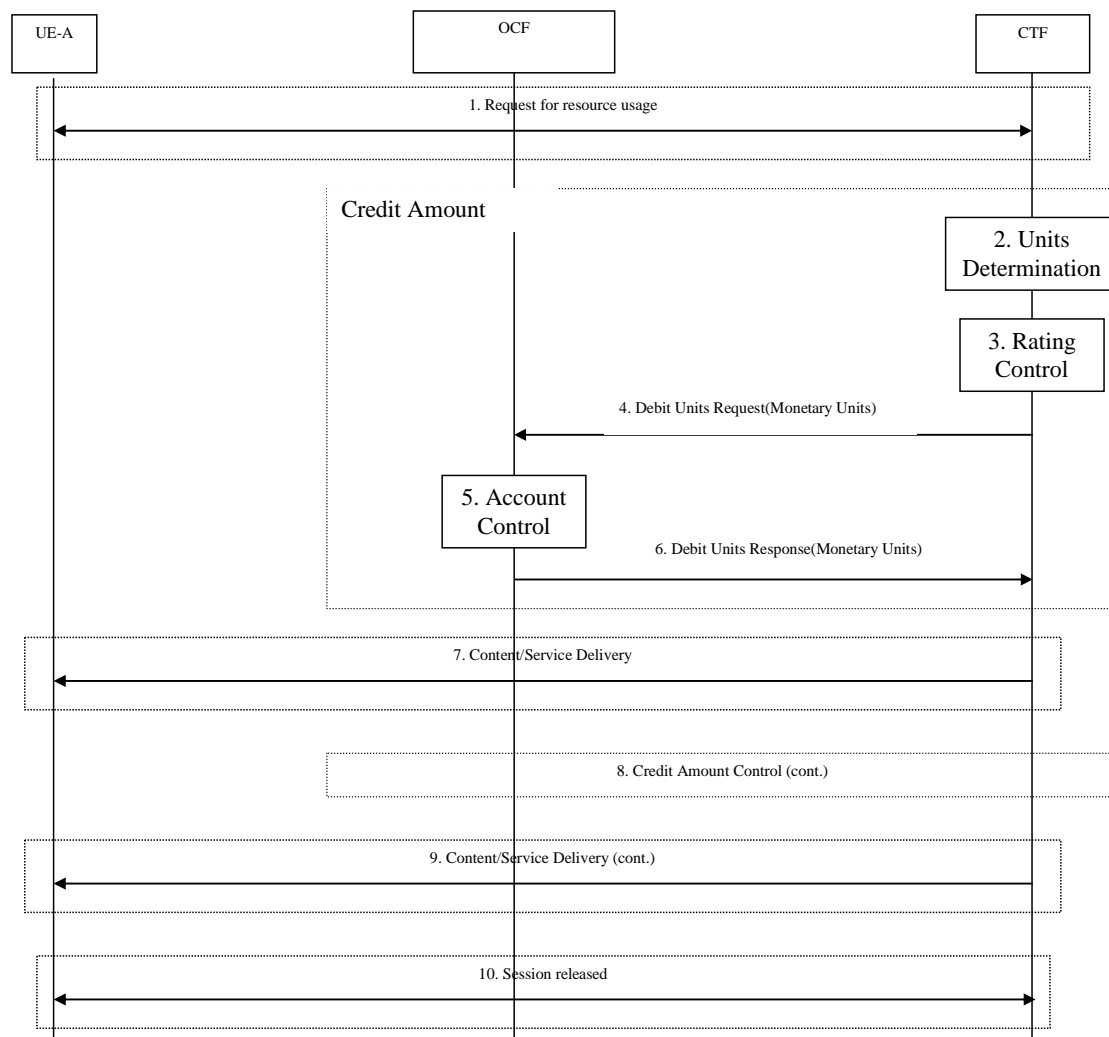 UE-A
OCF
CTF
1. Request for resource usage
Credit Amount
2. Units
Determination
3. Rating
Control
4. Debit Units Request(Monetary Units)
5. Account
Control
6. Debit Units Response(Monetary Units)
7. Content/Service Delivery
8. Credit Amount Control (cont.)
9. Content/Service Delivery (cont.)
10. Session released